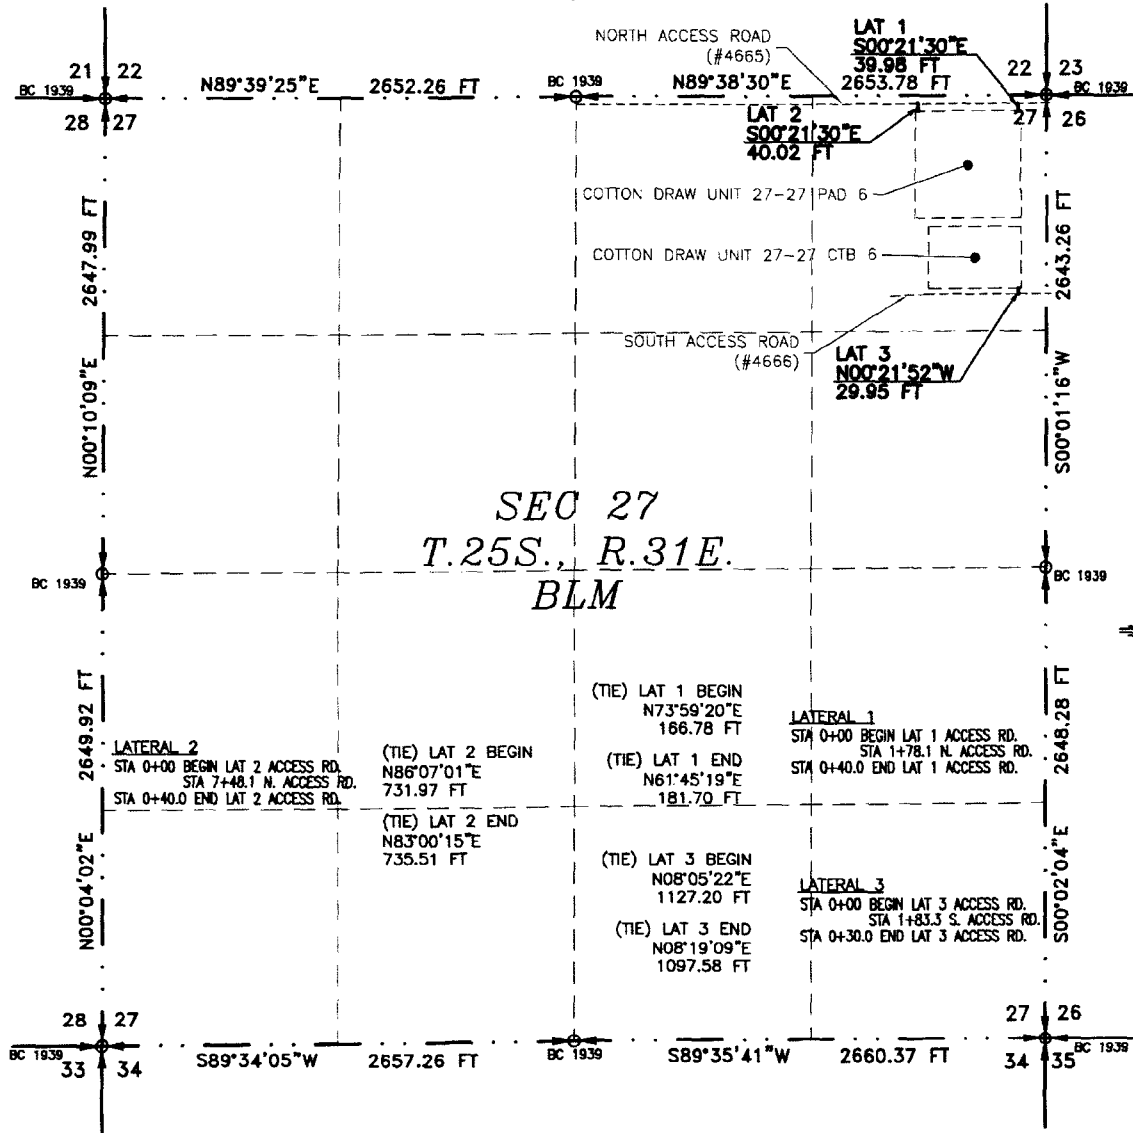 NORTH ACCESS ROAD
(#4665)
LAT 1
S00°21'30"E
39.98 FT
21 22
BC 1939
28 27
N89°39'25"E 2652.26 FT
BC 1939
N89°38'30"E 2653.78 FT
22 23
BC 1939
27 26
LAT 2
S00°21'30"E
40.02 FT
COTTON DRAW UNIT 27-27 PAD 6
COTTON DRAW UNIT 27-27 CTB 6
SOUTH ACCESS ROAD
(#4666)
LAT 3
N00°21'52"W
29.95 FT
2647.99 FT
N00°10'09"E
2643.26 FT
S00°01'16"W
SEC 27
T.25S., R.31E.
BLM
BC 1939
BC 1939
2649.92 FT
N00°04'02"E
2648.28 FT
S00°02'04"E
LATERAL 2
STA 0+00 BEGIN LAT 2 ACCESS RD.
STA 7+48.1 N. ACCESS RD.
STA 0+40.0 END LAT 2 ACCESS RD.
(TIE) LAT 2 BEGIN
N86°07'01"E
731.97 FT
(TIE) LAT 2 END
N83°00'15"E
735.51 FT
(TIE) LAT 1 BEGIN
N73°59'20"E
166.78 FT
(TIE) LAT 1 END
N61°45'19"E
181.70 FT
LATERAL 1
STA 0+00 BEGIN LAT 1 ACCESS RD.
STA 1+78.1 N. ACCESS RD.
STA 0+40.0 END LAT 1 ACCESS RD.
(TIE) LAT 3 BEGIN
N08°05'22"E
1127.20 FT
(TIE) LAT 3 END
N08°19'09"E
1097.58 FT
LATERAL 3
STA 0+00 BEGIN LAT 3 ACCESS RD.
STA 1+83.3 S. ACCESS RD.
STA 0+30.0 END LAT 3 ACCESS RD.
28 27
BC 1939
33 34
S89°34'05"W 2657.26 FT
BC 1939
S89°35'41"W 2660.37 FT
27 26
BC 1939
34 35